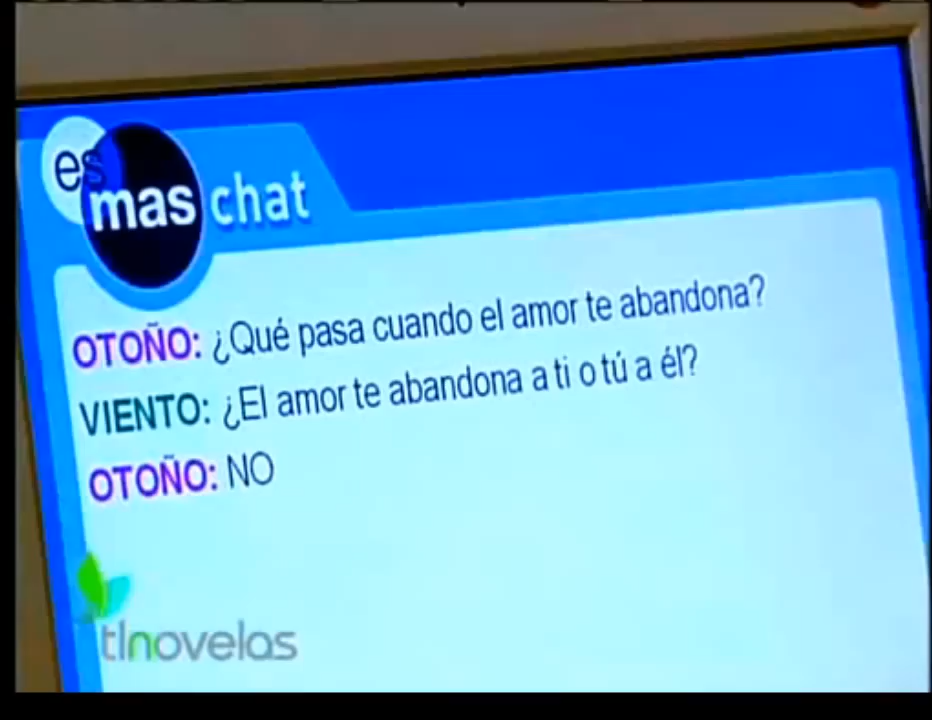 es
mas chat
OTOÑO: ¿Qué pasa cuando el amor te abandona?
VIENTO: ¿El amor te abandona a ti o tú a él?
OTOÑO: NO
tlnovelas